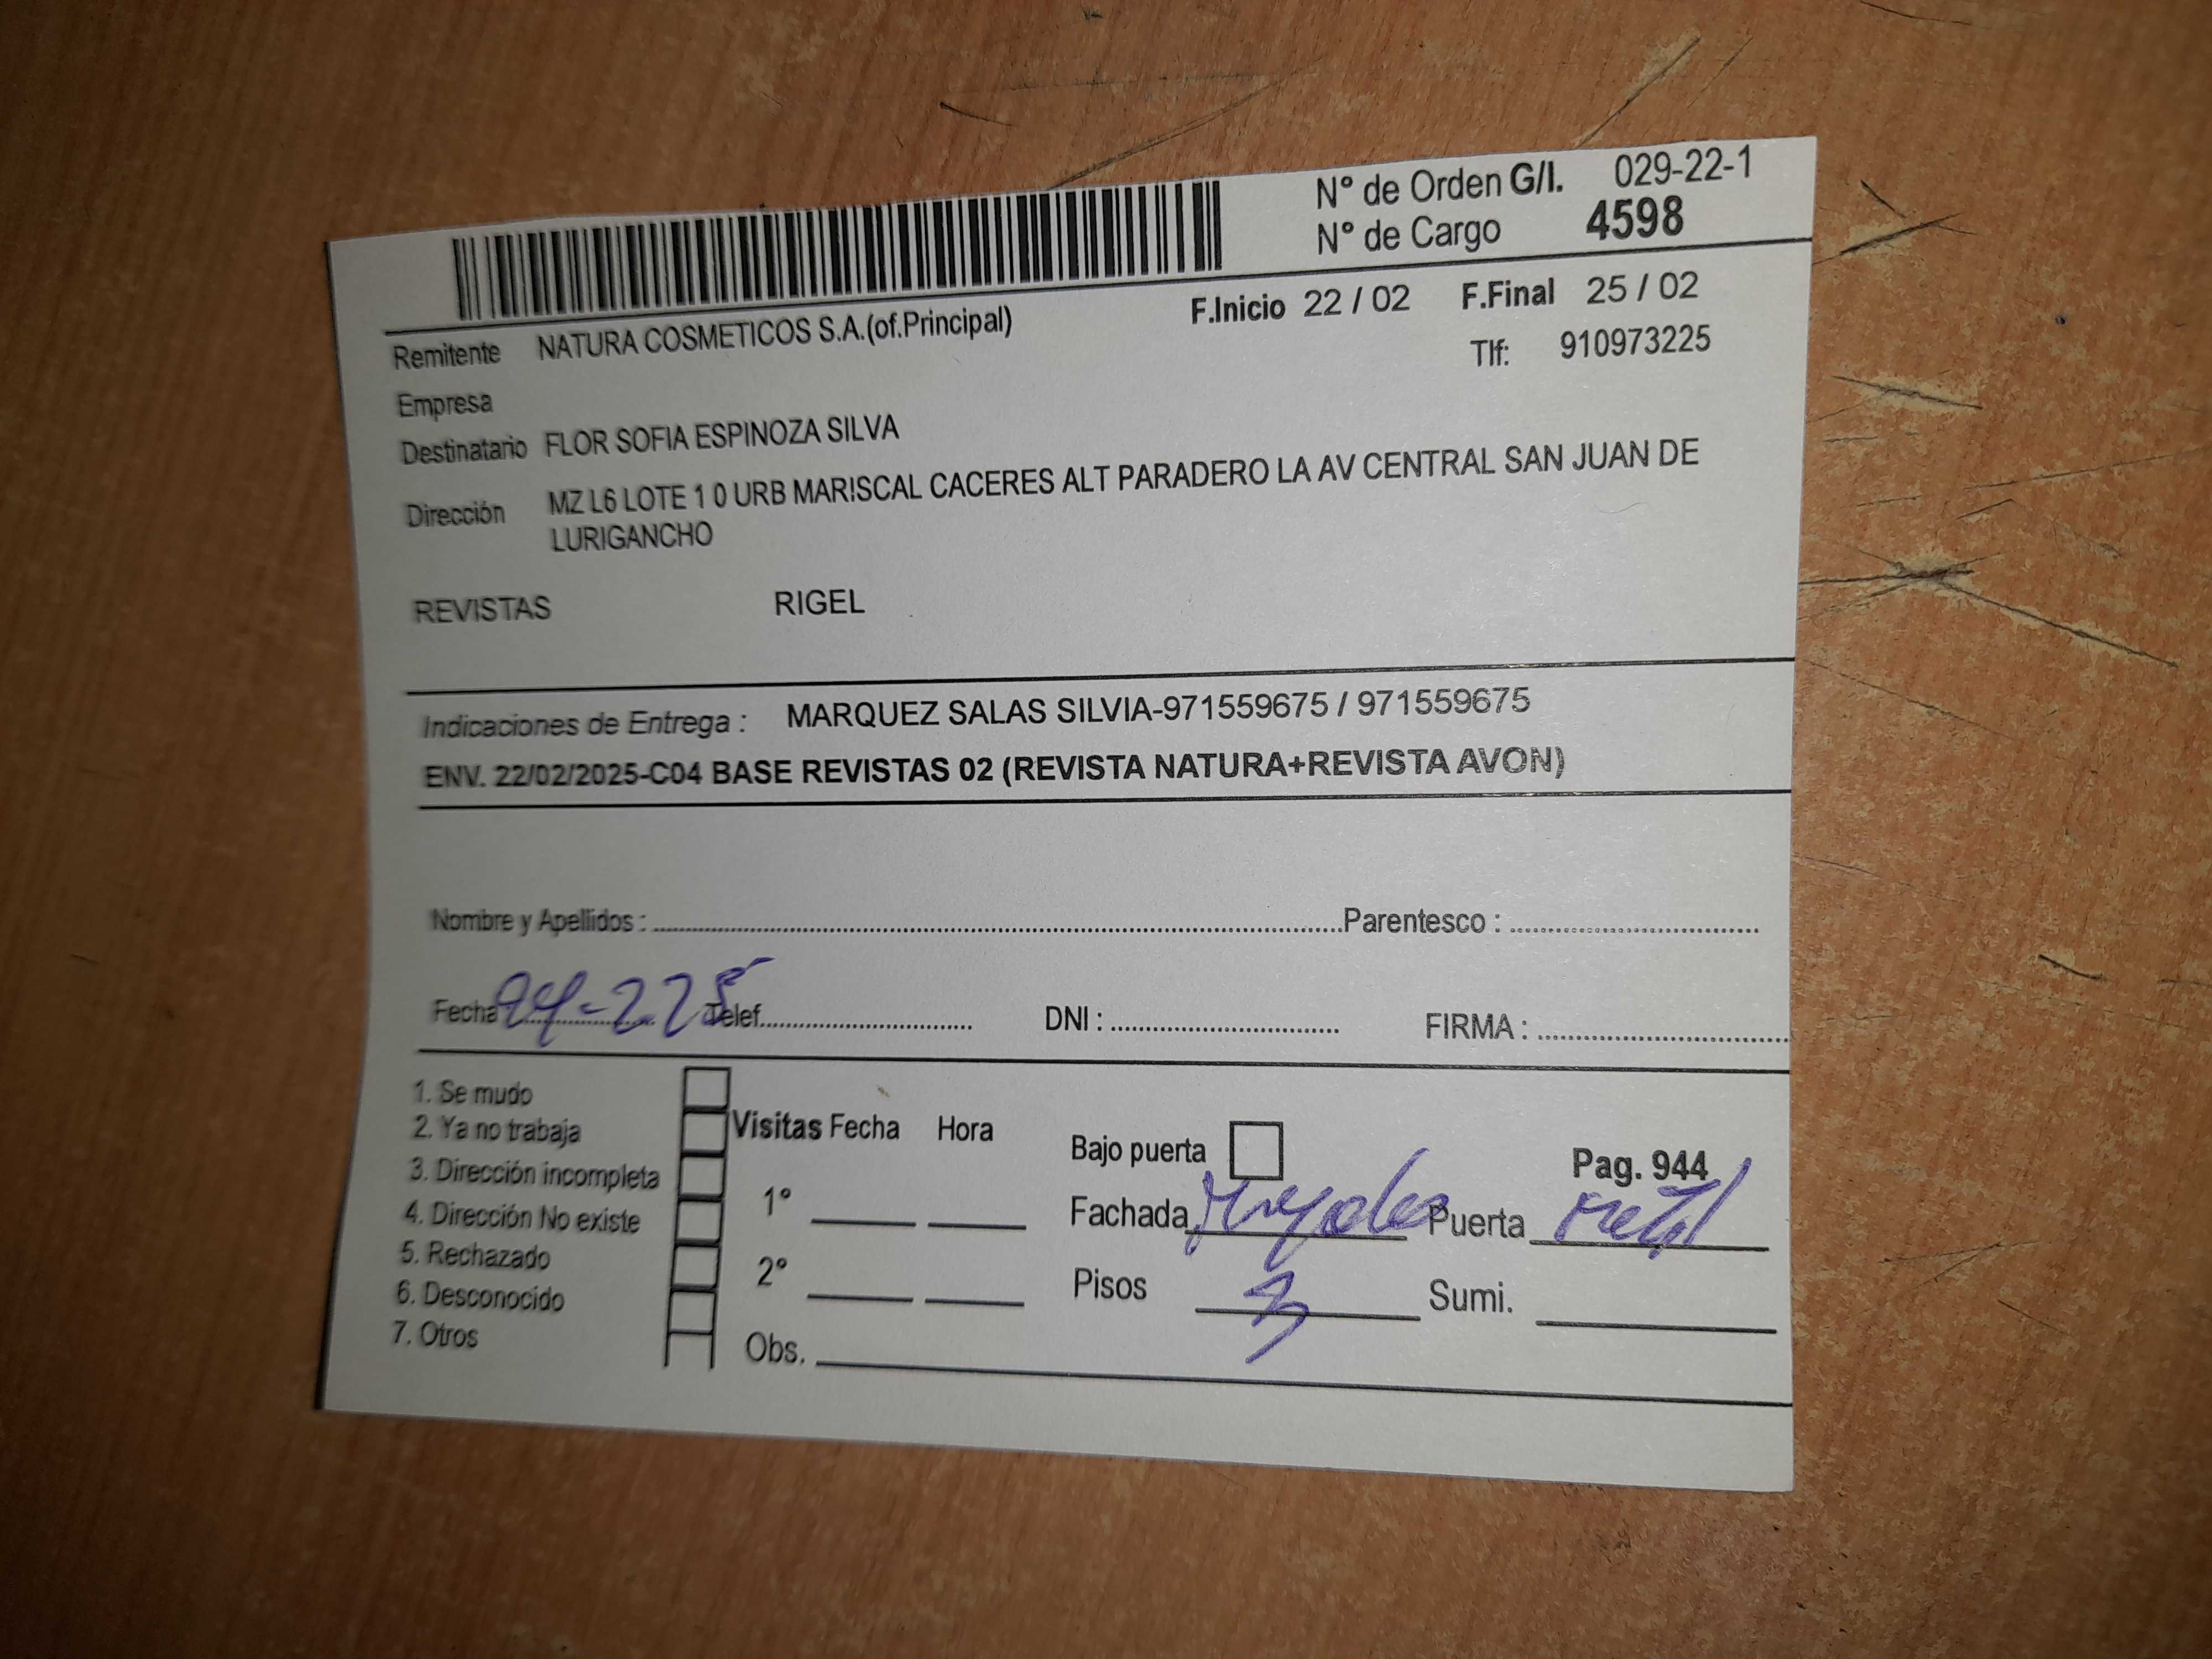 N° de Orden G/I. 029-22-1
N° de Cargo 4598
F.Inicio 22 / 02 F.Final 25 / 02
Remitente NATURA COSMETICOS S.A.(of.Principal)
Tlf: 910973225
Empresa
Destinatario FLOR SOFIA ESPINOZA SILVA
Dirección MZ L6 LOTE 1 0 URB MARISCAL CACERES ALT PARADERO LA AV CENTRAL SAN JUAN DE
LURIGANCHO
REVISTAS RIGEL
Indicaciones de Entrega : MARQUEZ SALAS SILVIA-971559675 / 971559675
ENV. 22/02/2025-C04 BASE REVISTAS 02 (REVISTA NATURA+REVISTA AVON)
Nombre y Apellidos : Parentesco :
Fecha 24-225 Telef. DNI : FIRMA :
1. Se mudo
2. Ya no trabaja
3. Dirección incompleta
4. Dirección No existe
5. Rechazado
6. Desconocido
7. Otros
Visitas Fecha Hora
1°
2°
Obs.
Bajo puerta
Pag. 944
Fachada Puerta metal
Pisos 3 Sumi.